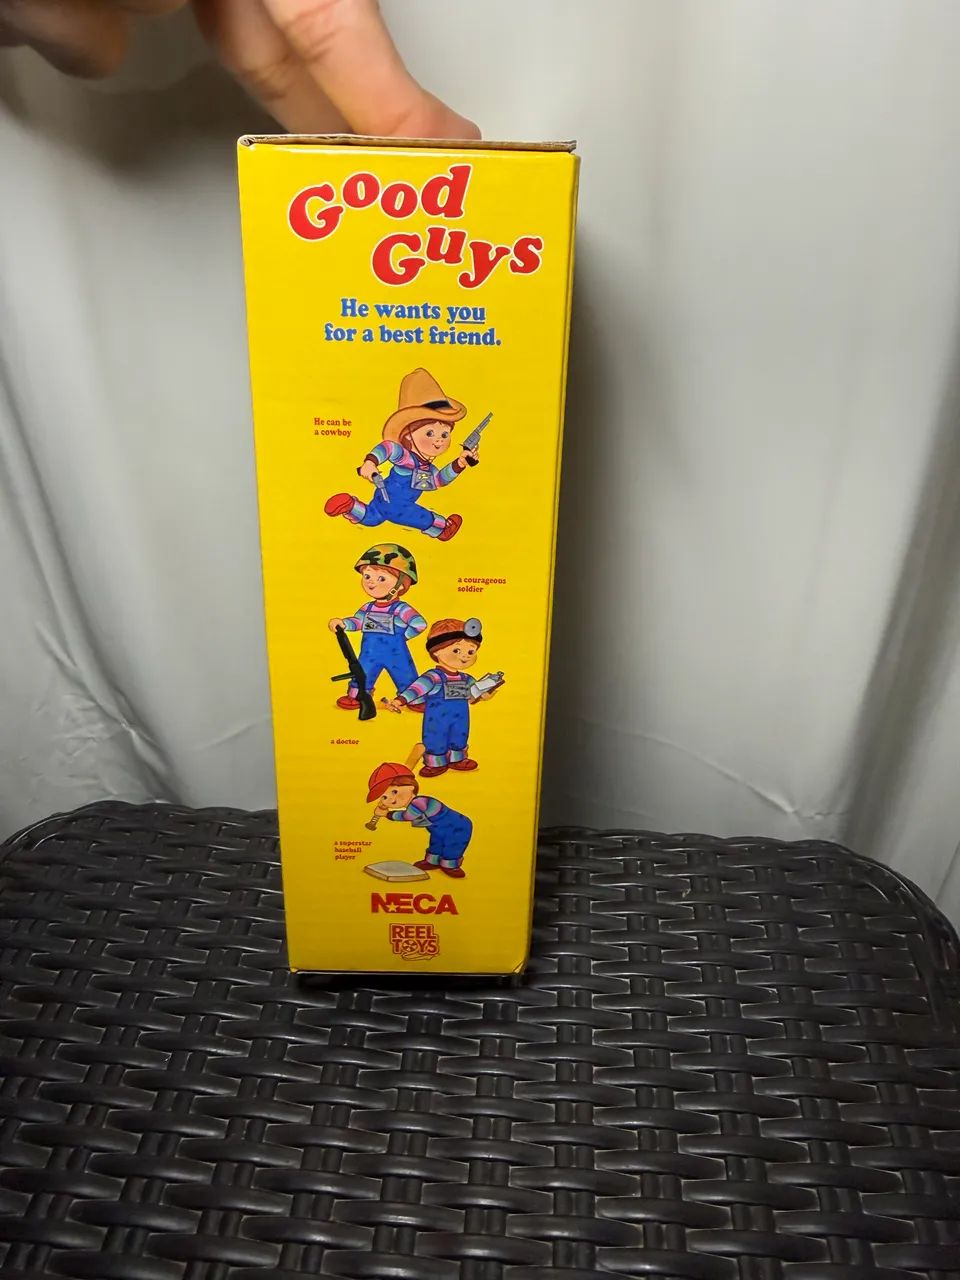 Good
Guys
He wants you
for a best friend.
He can be
a cowboy
a courageous
soldier
a doctor
a superstar
baseball
player
NECA
REEL
TOYS